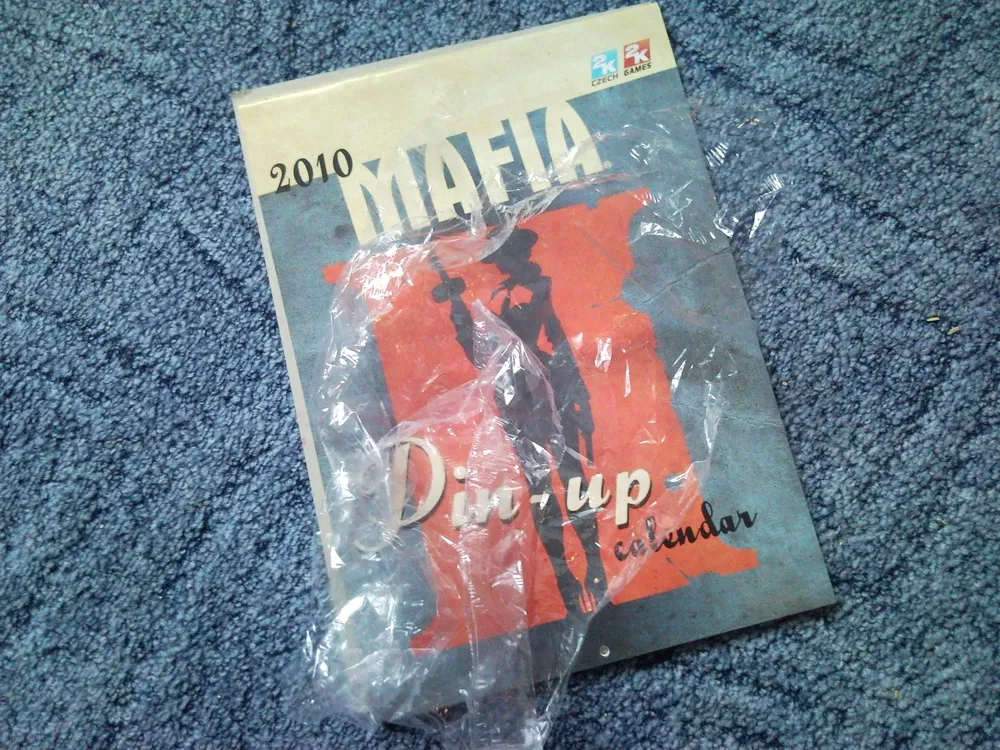 2K 2K
CZECH GAMES
2010 MAFIA
II
Pin-up
calendar